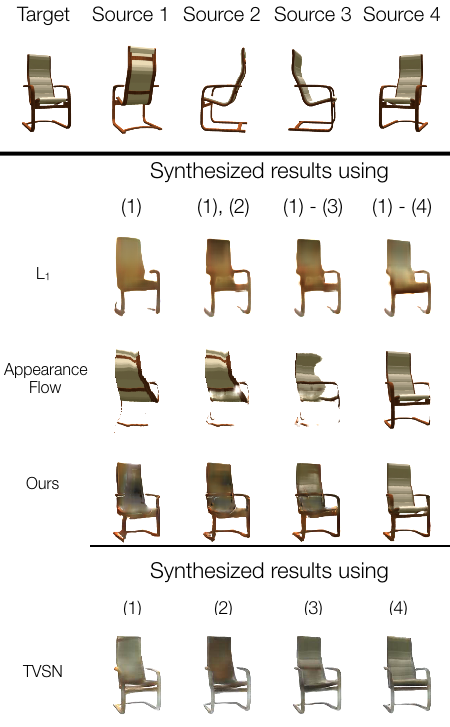 Target Source 1 Source 2 Source 3 Source 4
Synthesized results using
(1) (1), (2) (1) - (3) (1) - (4)
L₁
Appearance
Flow
Ours
Synthesized results using
(1) (2) (3) (4)
TVSN